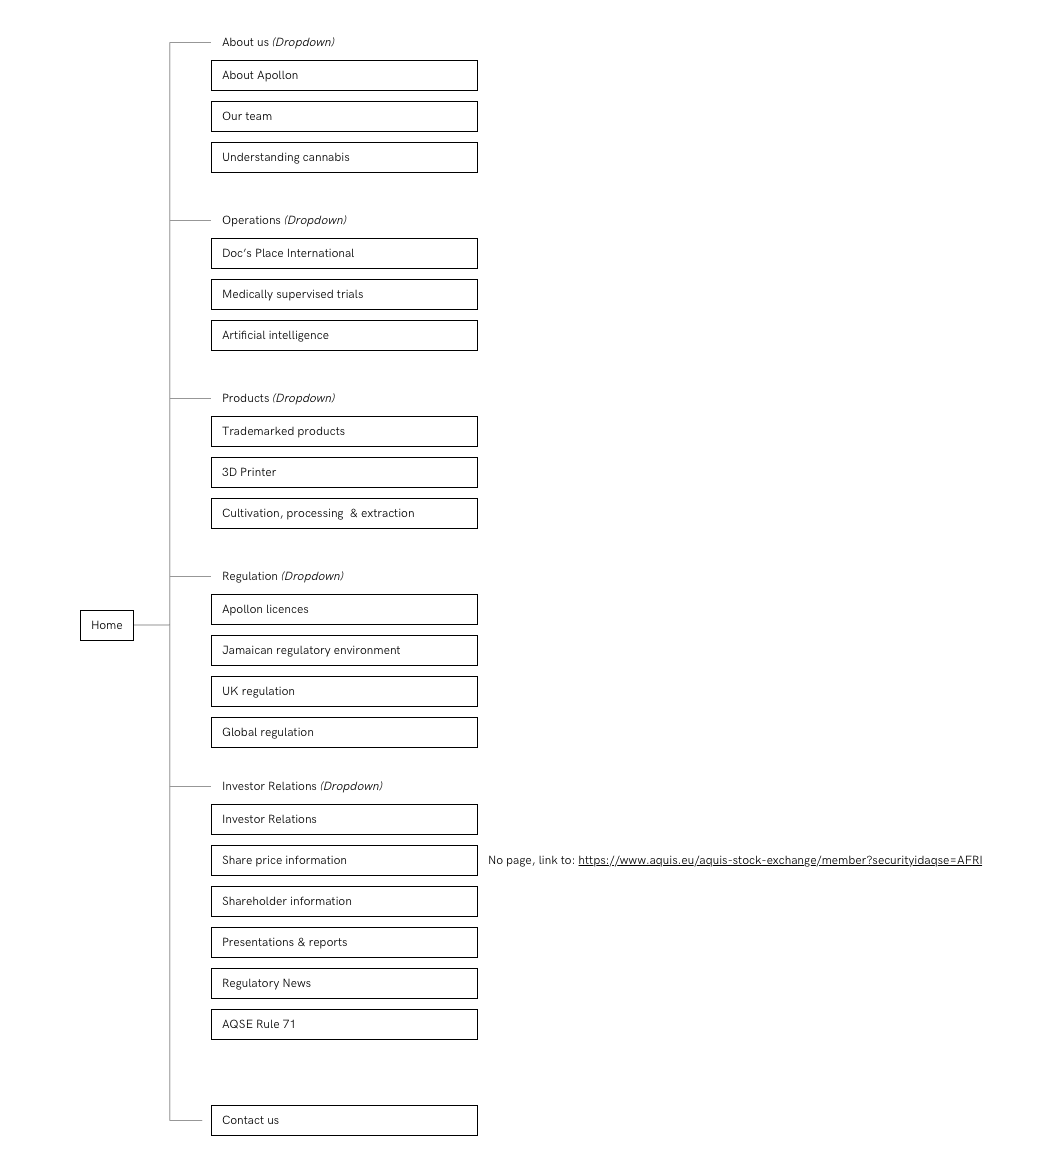 About us (Dropdown)
About Apollon
Our team
Understanding cannabis
Operations (Dropdown)
Doc's Place International
Medically supervised trials
Artificial intelligence
Products (Dropdown)
Trademarked products
3D Printer
Cultivation, processing  & extraction
Regulation (Dropdown)
Apollon licences
Home
Jamaican regulatory environment
UK regulation
Global regulation
Investor Relations (Dropdown)
Investor Relations
Share price information No page, link to: https://www.aquis.eu/aquis-stock-exchange/member?securityidaqse=AFRI
Shareholder information
Presentations & reports
Regulatory News
AQSE Rule 71
Contact us